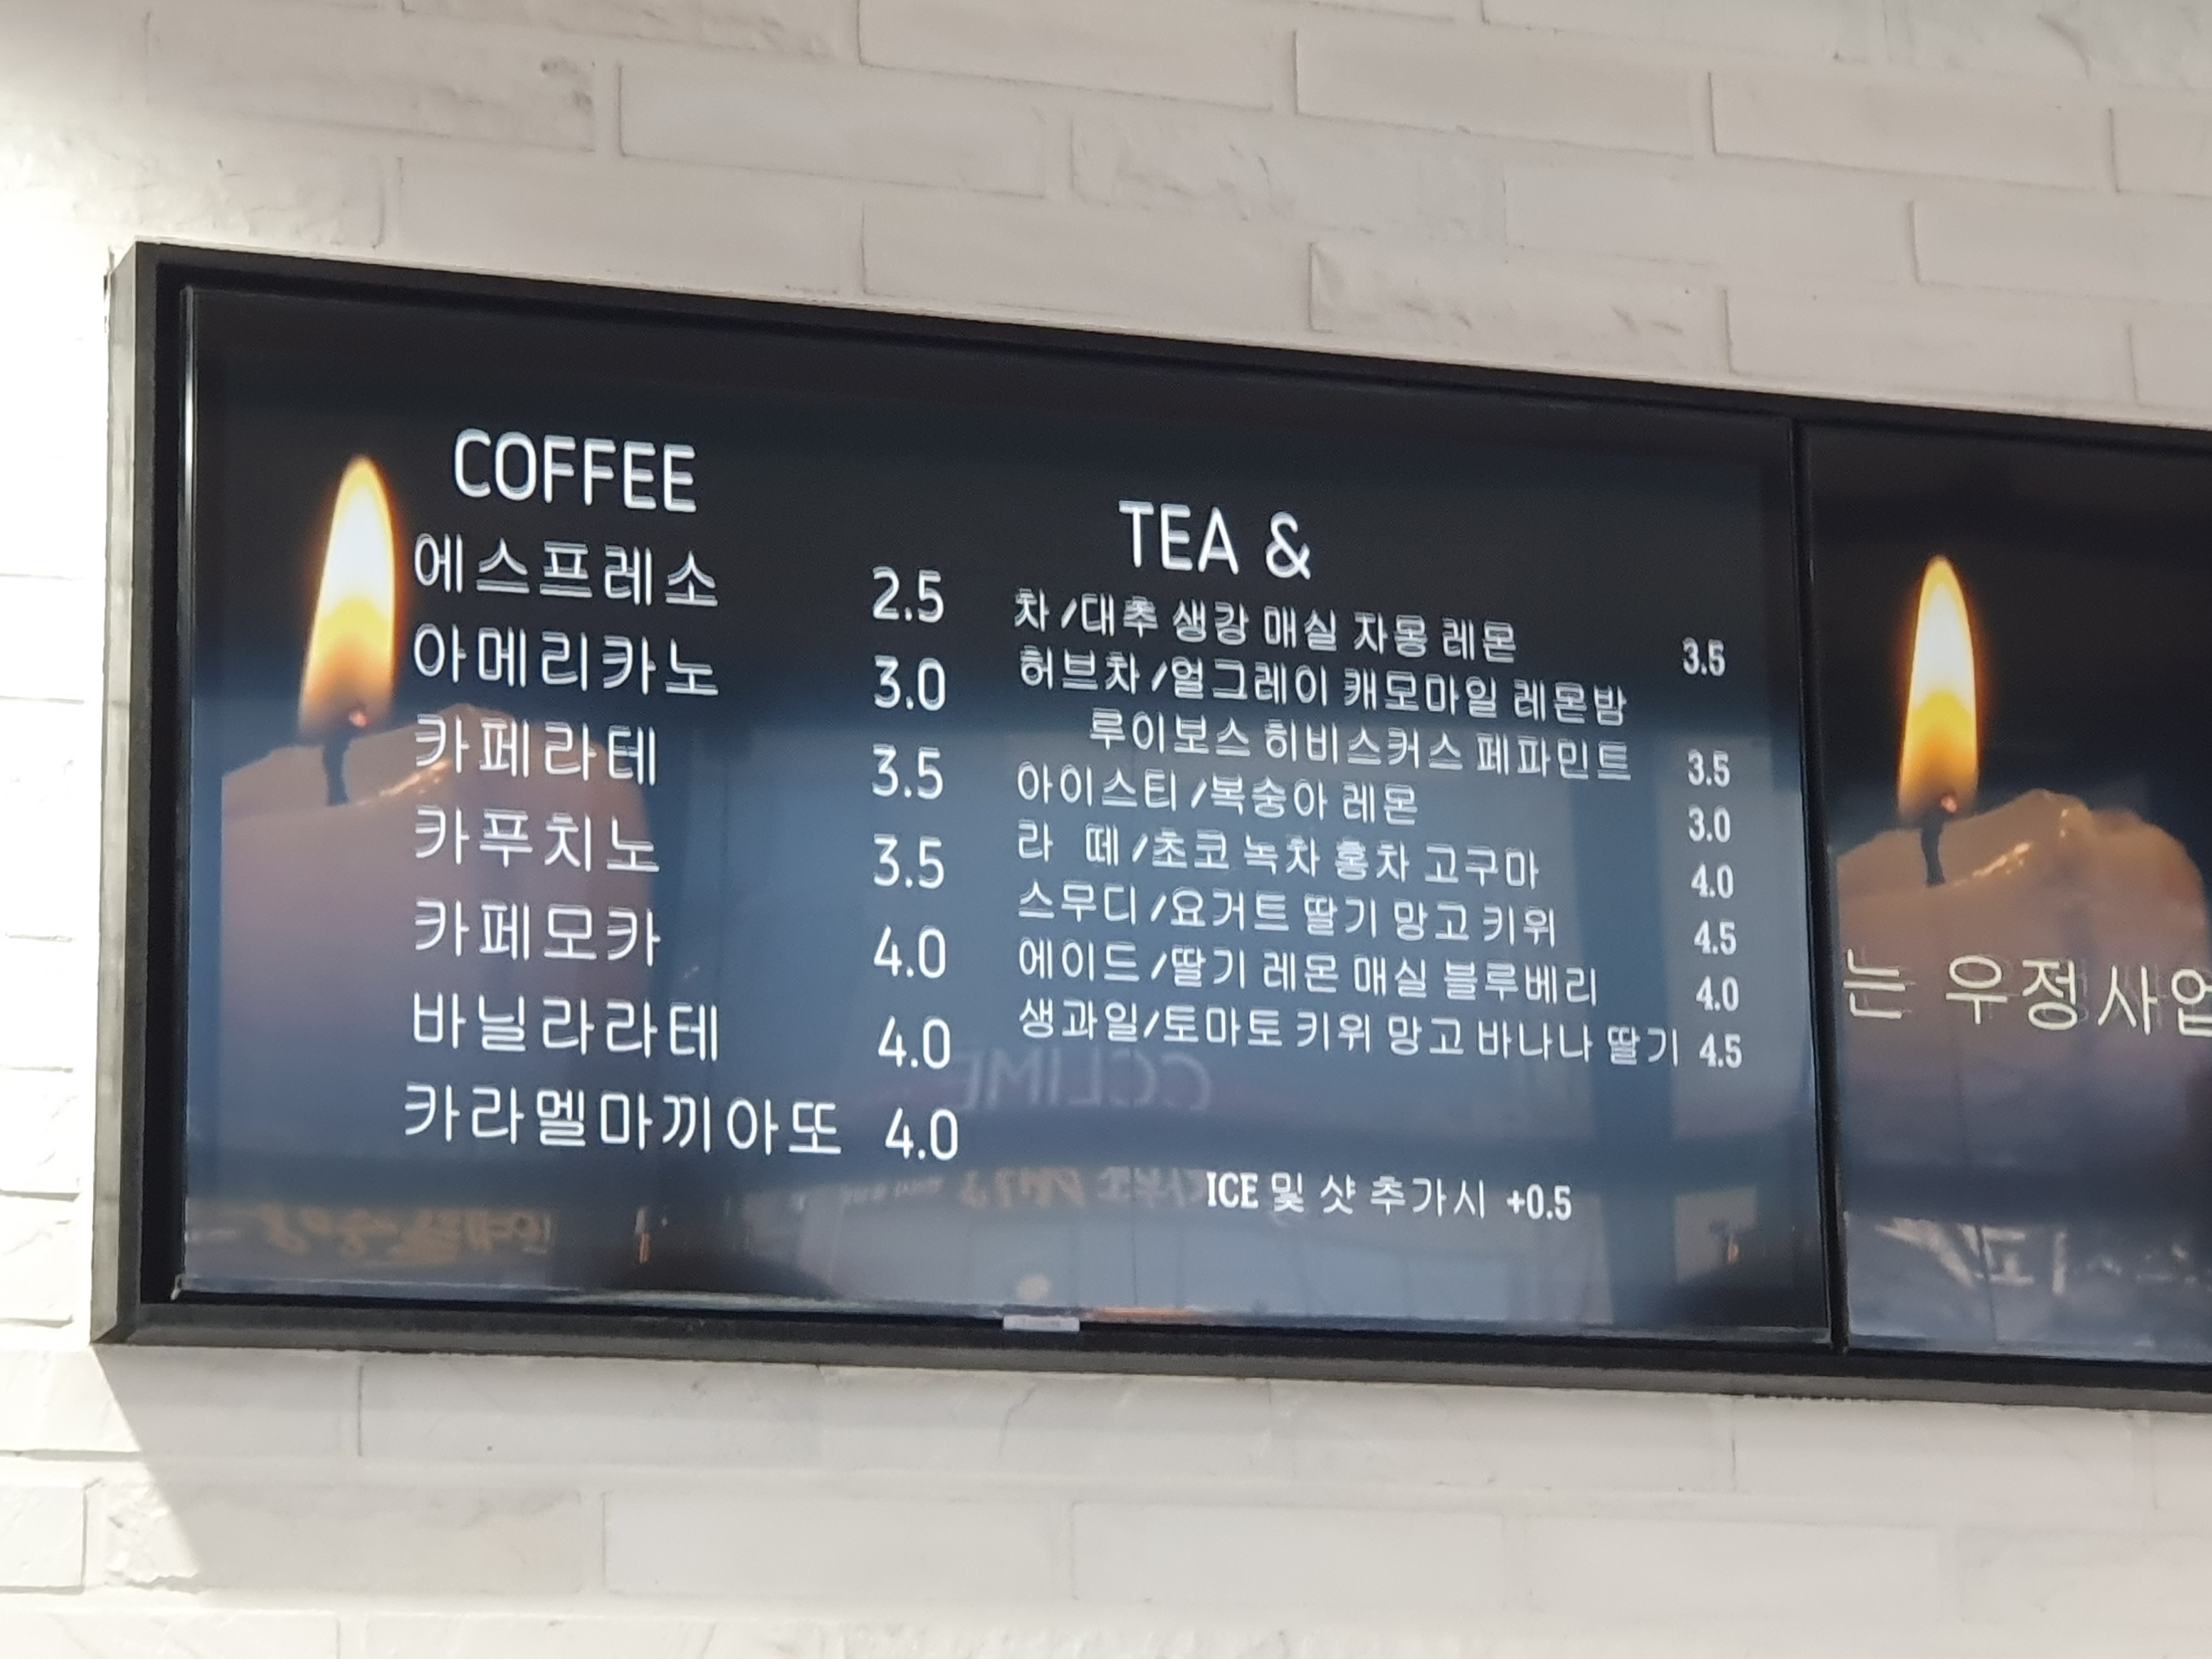 COFFEE
에스프레소 2.5
아메리카노 3.0
카페라테 3.5
카푸치노 3.5
카페모카 4.0
바닐라라테 4.0
카라멜마끼아또 4.0
TEA &
차/대추 생강 매실 자몽 레몬 3.5
허브차/얼그레이 캐모마일 레몬밤
루이보스 히비스커스 페파민트 3.5
아이스티/복숭아 레몬 3.0
라 떼/초코 녹차 홍차 고구마 4.0
스무디/요거트 딸기 망고 키위 4.5
에이드/딸기 레몬 매실 블루베리 4.0
생과일/토마토 키위 망고 바나나 딸기 4.5
ICE 및 샷 추가시 +0.5
는 우정사업